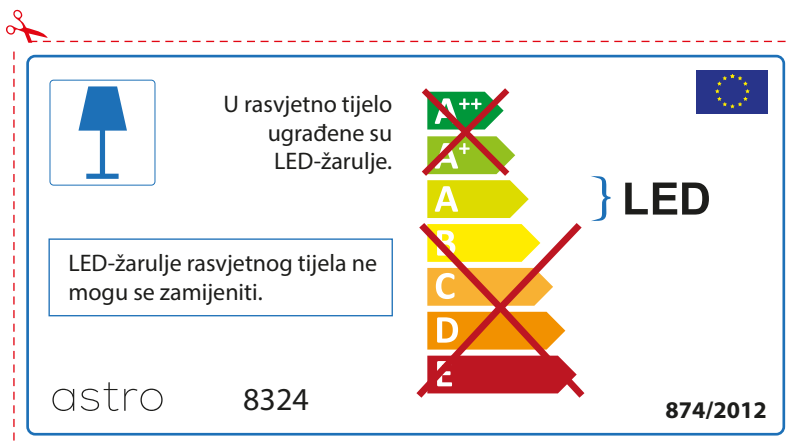 U rasvjetno tijelo
ugrađene su
LED-žarulje.
LED-žarulje rasvjetnog tijela ne
mogu se zamijeniti.
A++
A+
A
B
C
D
E
LED
astro
8324
874/2012